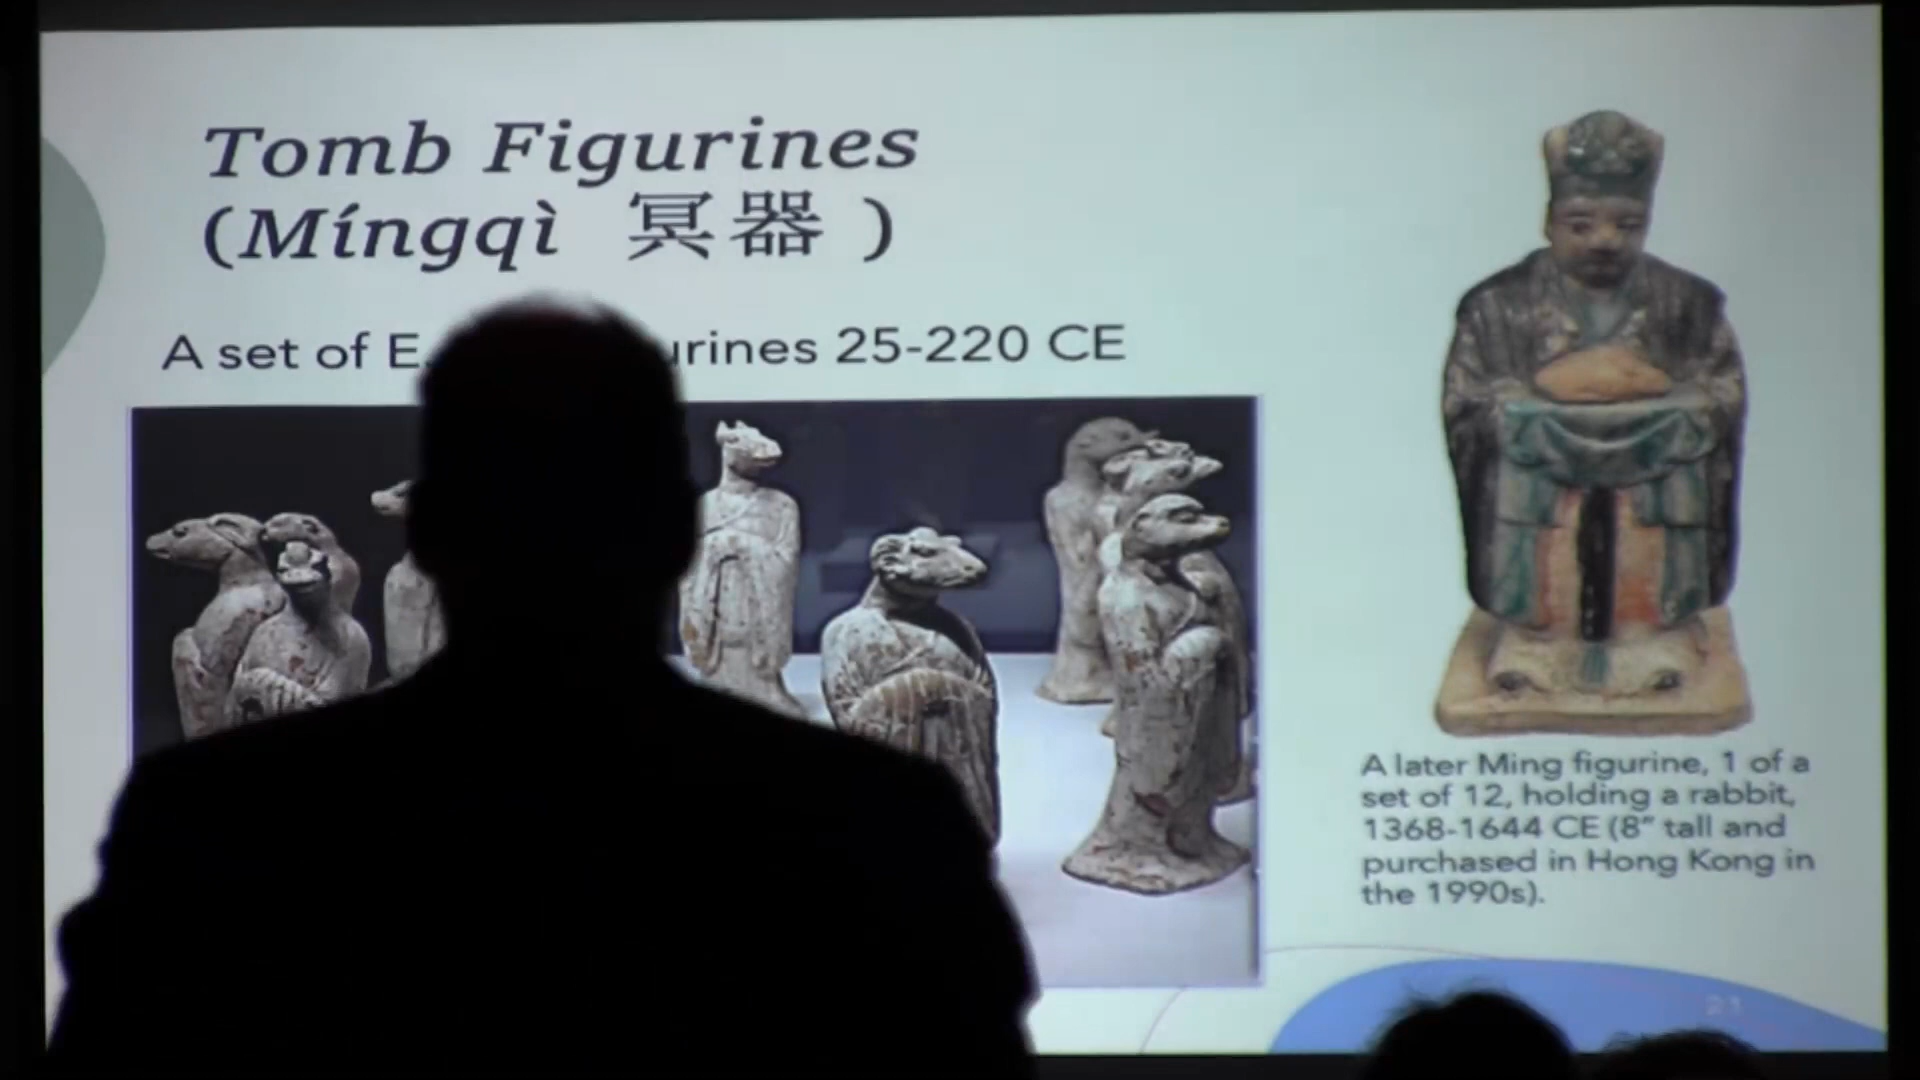 Tomb Figurines
(Míngqì 冥器 )
A set of E. 25-220 CE
A later Ming figurine, 1 of a
set of 12, holding a rabbit,
1368-1644 CE (8” tall and
purchased in Hong Kong in
the 1990s).
21